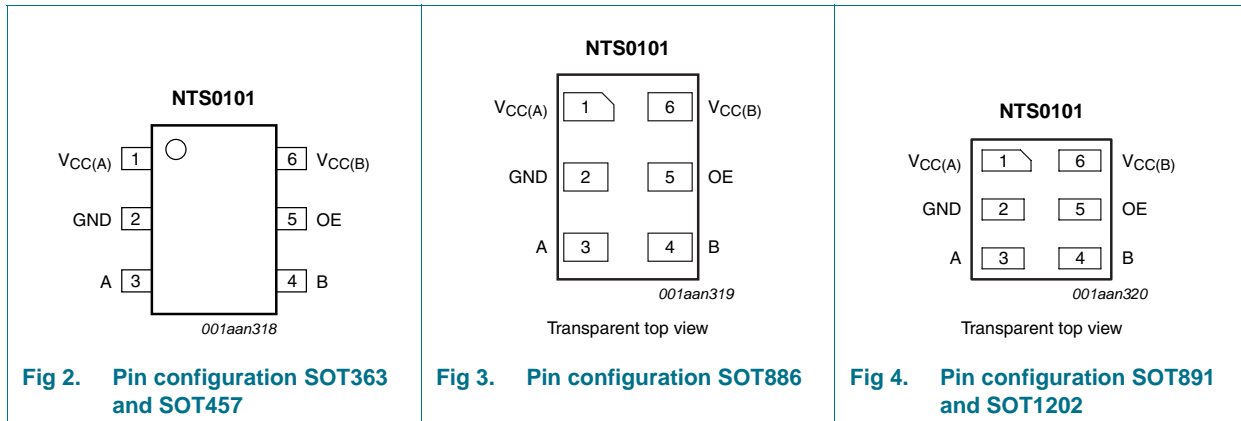 NTS0101
VCC(A) 1 6 VCC(B)
GND 2 5 OE
A 3 4 B
001aan318
Fig 2. Pin configuration SOT363
and SOT457
NTS0101
VCC(A) 1 6 VCC(B)
GND 2 5 OE
A 3 4 B
001aan319
Transparent top view
Fig 3. Pin configuration SOT886
NTS0101
VCC(A) 1 6 VCC(B)
GND 2 5 OE
A 3 4 B
001aan320
Transparent top view
Fig 4. Pin configuration SOT891
and SOT1202